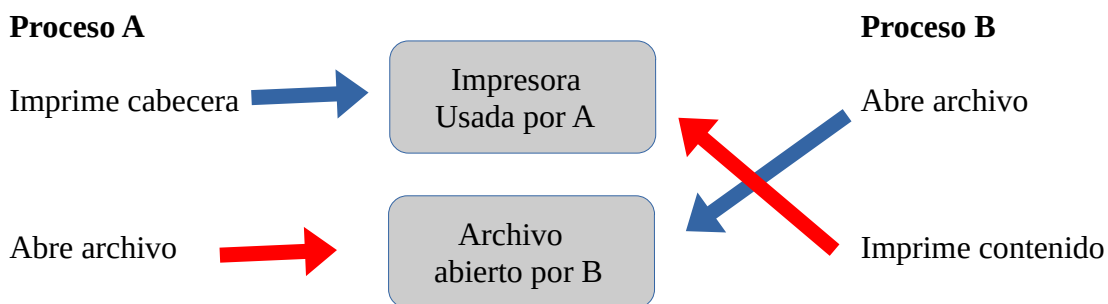 Proceso A
Proceso B
Imprime cabecera
Impresora
Usada por A
Abre archivo
Abre archivo
Archivo
abierto por B
Imprime contenido